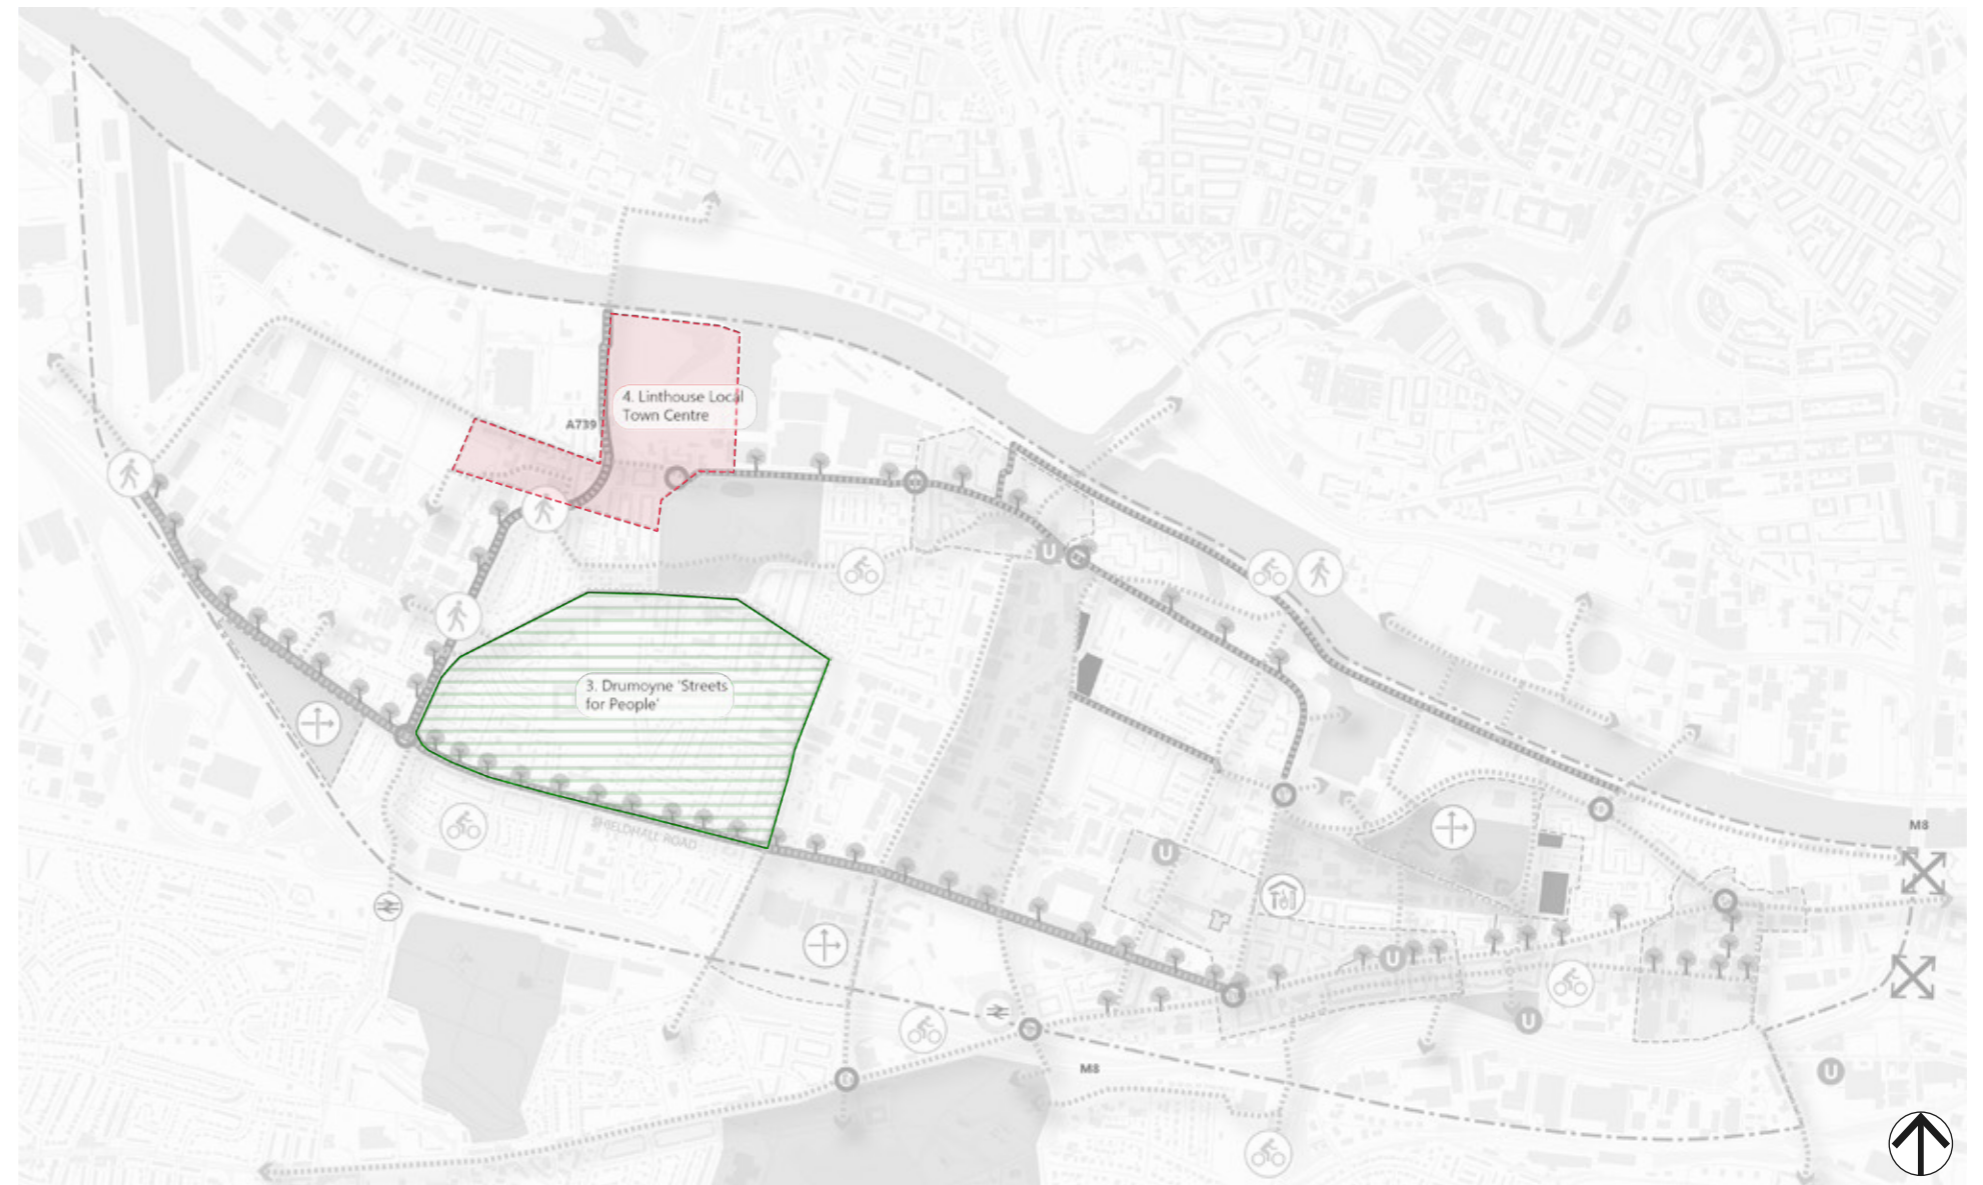 4. Linthouse Local
Town Centre
A739
U
3. Drumoyne 'Streets
for People'
SHIELDHALL ROAD
M8
U
U
U
U
M8